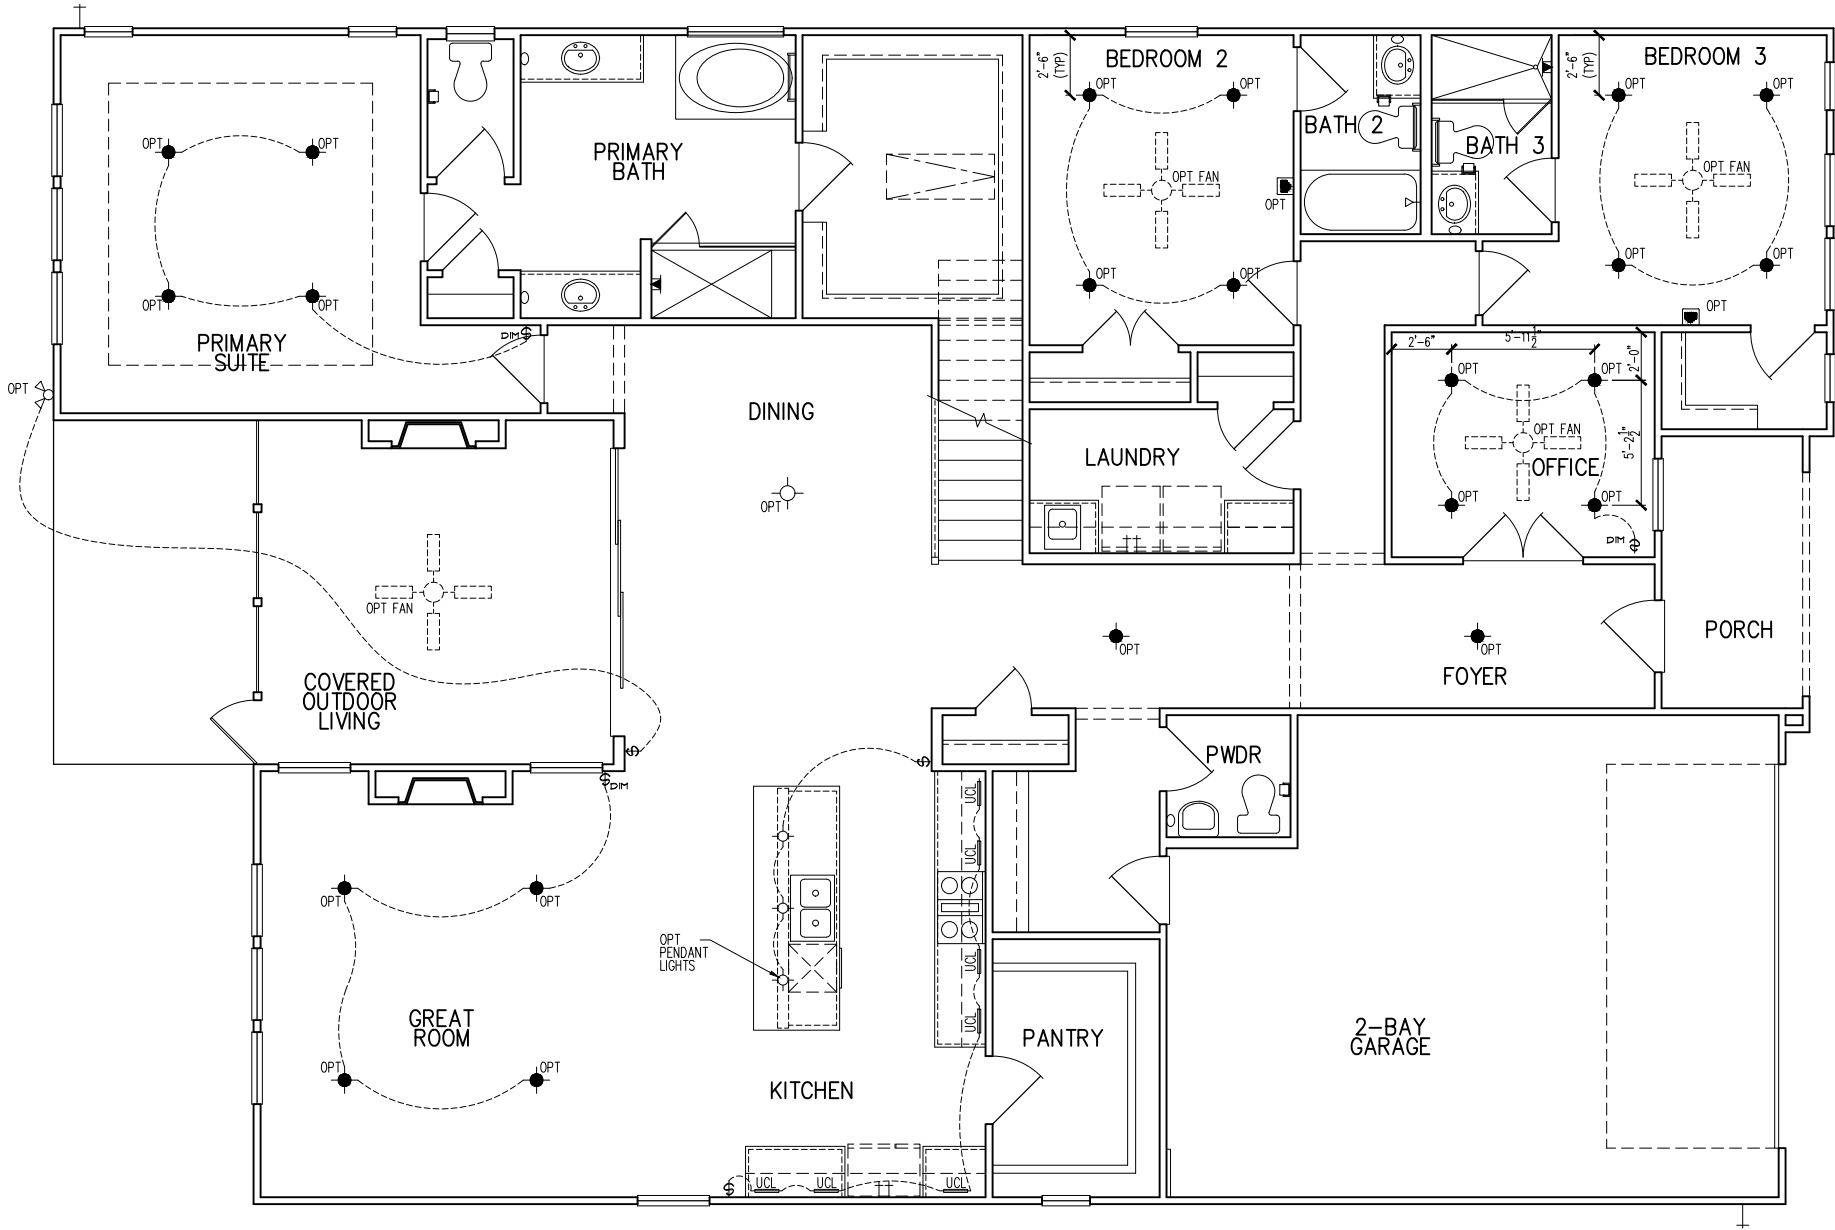 BEDROOM 2
BEDROOM 3
2'-6"
(TYP)
2'-6"
(TYP)
OPT
OPT
OPT
OPT
BATH 2
BATH 3
OPT
OPT
PRIMARY
BATH
OPT FAN
OPT FAN
OPT
OPT
OPT
OPT
OPT
OPT
OPT
OPT
OPT
DIM
$
PRIMARY
SUITE
2'-6"
5'-11 1/2"
2'-0"
OPT
OPT
OPT
DINING
OPT FAN
5'-2 1/2"
LAUNDRY
OFFICE
OPT
OPT
OPT
DIM
$
OPT FAN
PORCH
OPT
OPT
FOYER
COVERED
OUTDOOR
LIVING
$
PWDR
$
$
DIM
UCL
UCL
OPT
OPT
OPT
PENDANT
LIGHTS
UCL
UCL
GREAT
ROOM
PANTRY
2-BAY
GARAGE
OPT
OPT
KITCHEN
$
UCL
UCL
UCL